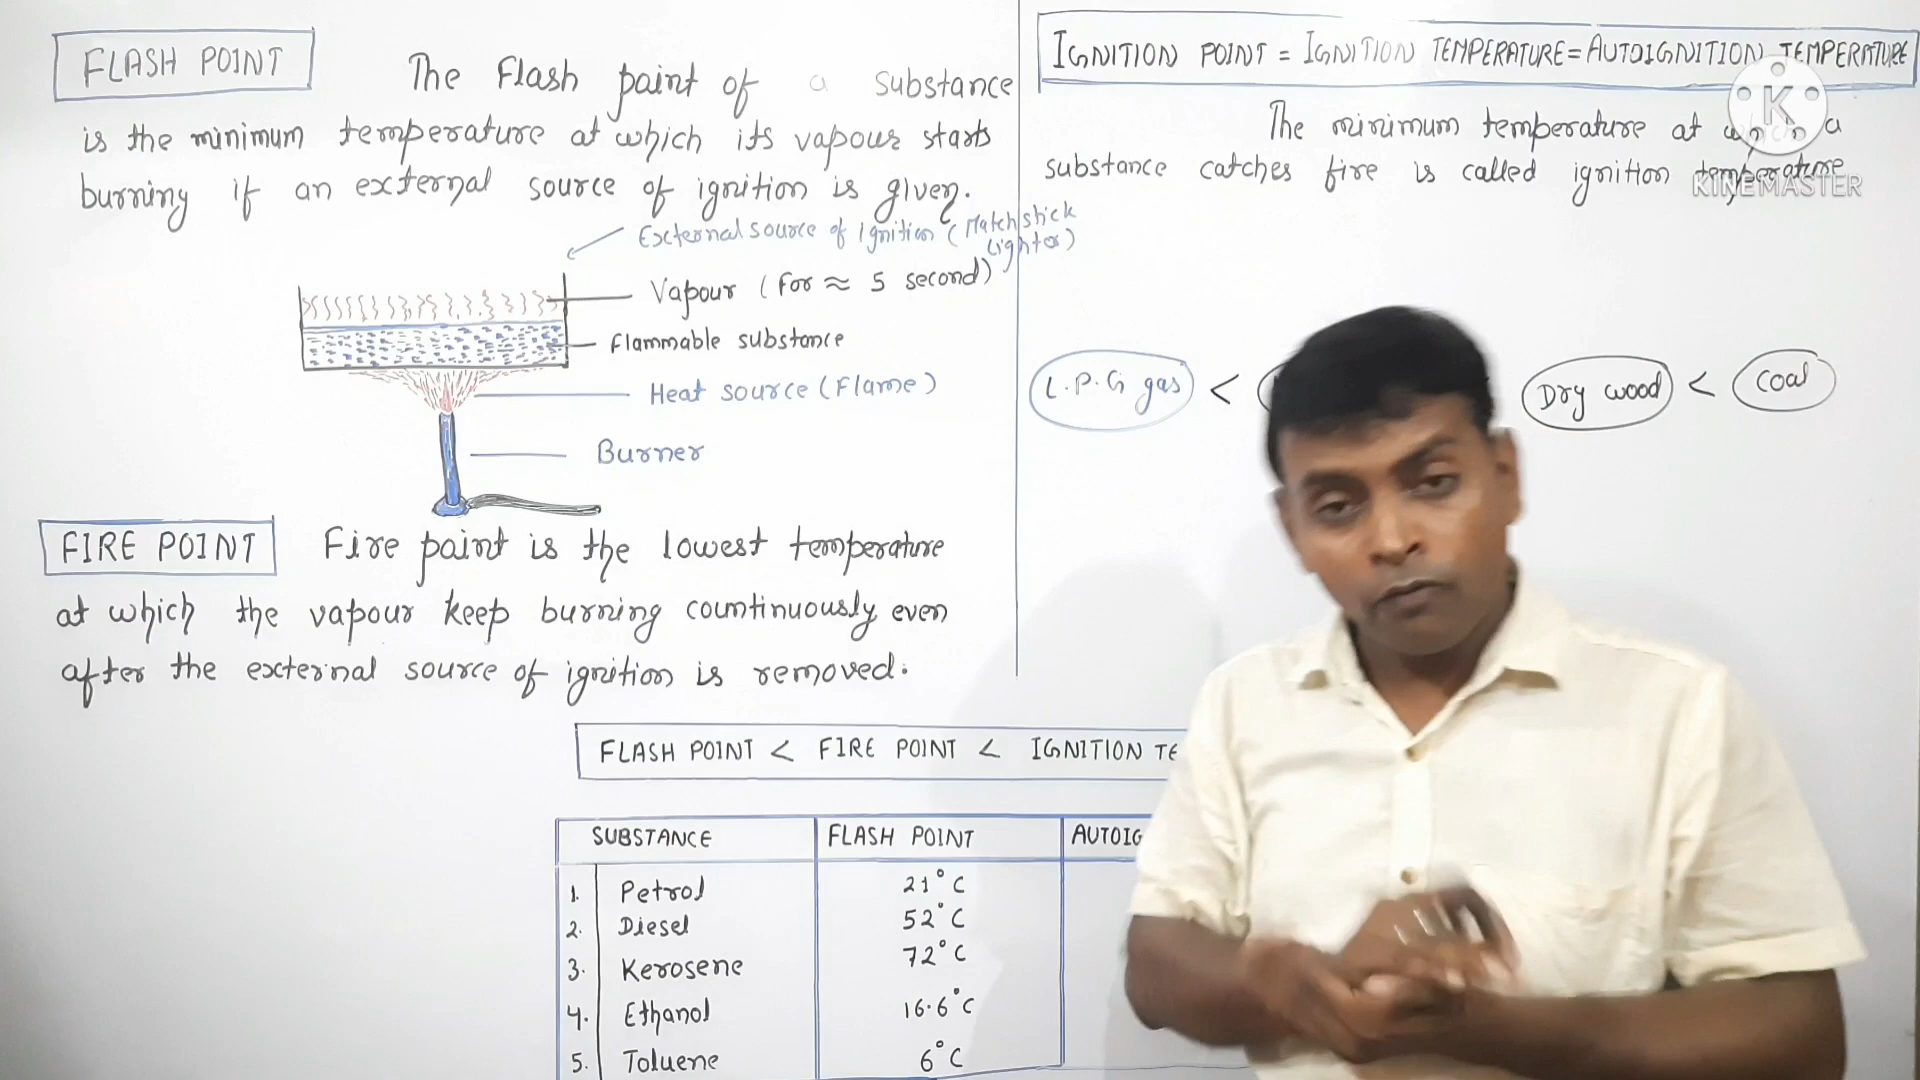 FLASH POINT
The Flash point of a substance
is the minimum temperature at which its vapour starts
burning if an external source of ignition is given.
External source of ignition (Match stick
Lighter)
Vapour (For ≈ 5 second)
Flammable substance
Heat source (Flame)
Burner
FIRE POINT
Fire point is the lowest temperature
at which the vapour keep burning countinuously even
after the external source of ignition is removed.
IGNITION POINT = IGNITION TEMPERATURE = AUTOIGNITION TEMPERATURE
The minimum temperature at which a
substance catches fire is called ignition temperature
K
KINEMASTER
L.P.G gas <
Dry wood < Coal
FLASH POINT < FIRE POINT < IGNITION TE
SUBSTANCE FLASH POINT AUTOIG
1. Petrol 21°C
2. Diesel 52°C
3. Kerosene 72°C
4. Ethanol 16.6°C
5. Toluene 6°C